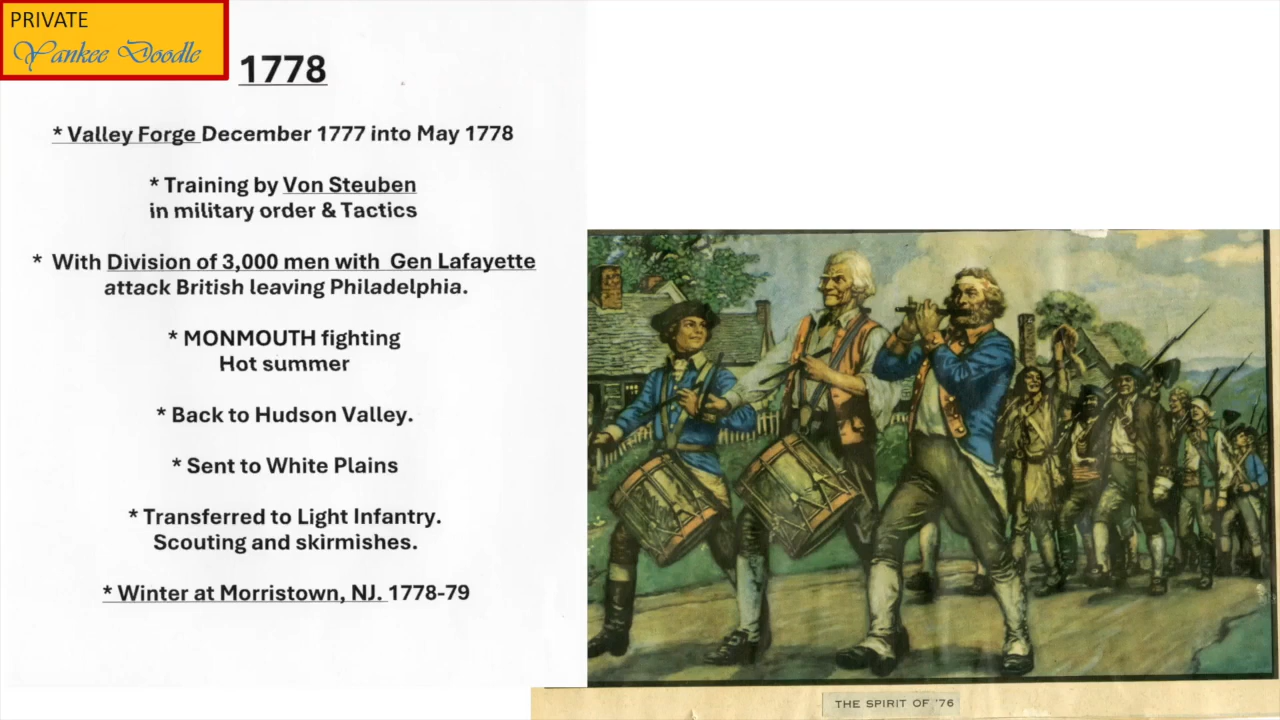 PRIVATE
Yankee Doodle
1778
* Valley Forge December 1777 into May 1778
* Training by Von Steuben
in military order & Tactics
* With Division of 3,000 men with Gen Lafayette
attack British leaving Philadelphia.
* MONMOUTH fighting
Hot summer
* Back to Hudson Valley.
* Sent to White Plains
* Transferred to Light Infantry.
Scouting and skirmishes.
* Winter at Morristown, NJ. 1778-79
THE SPIRIT OF '76